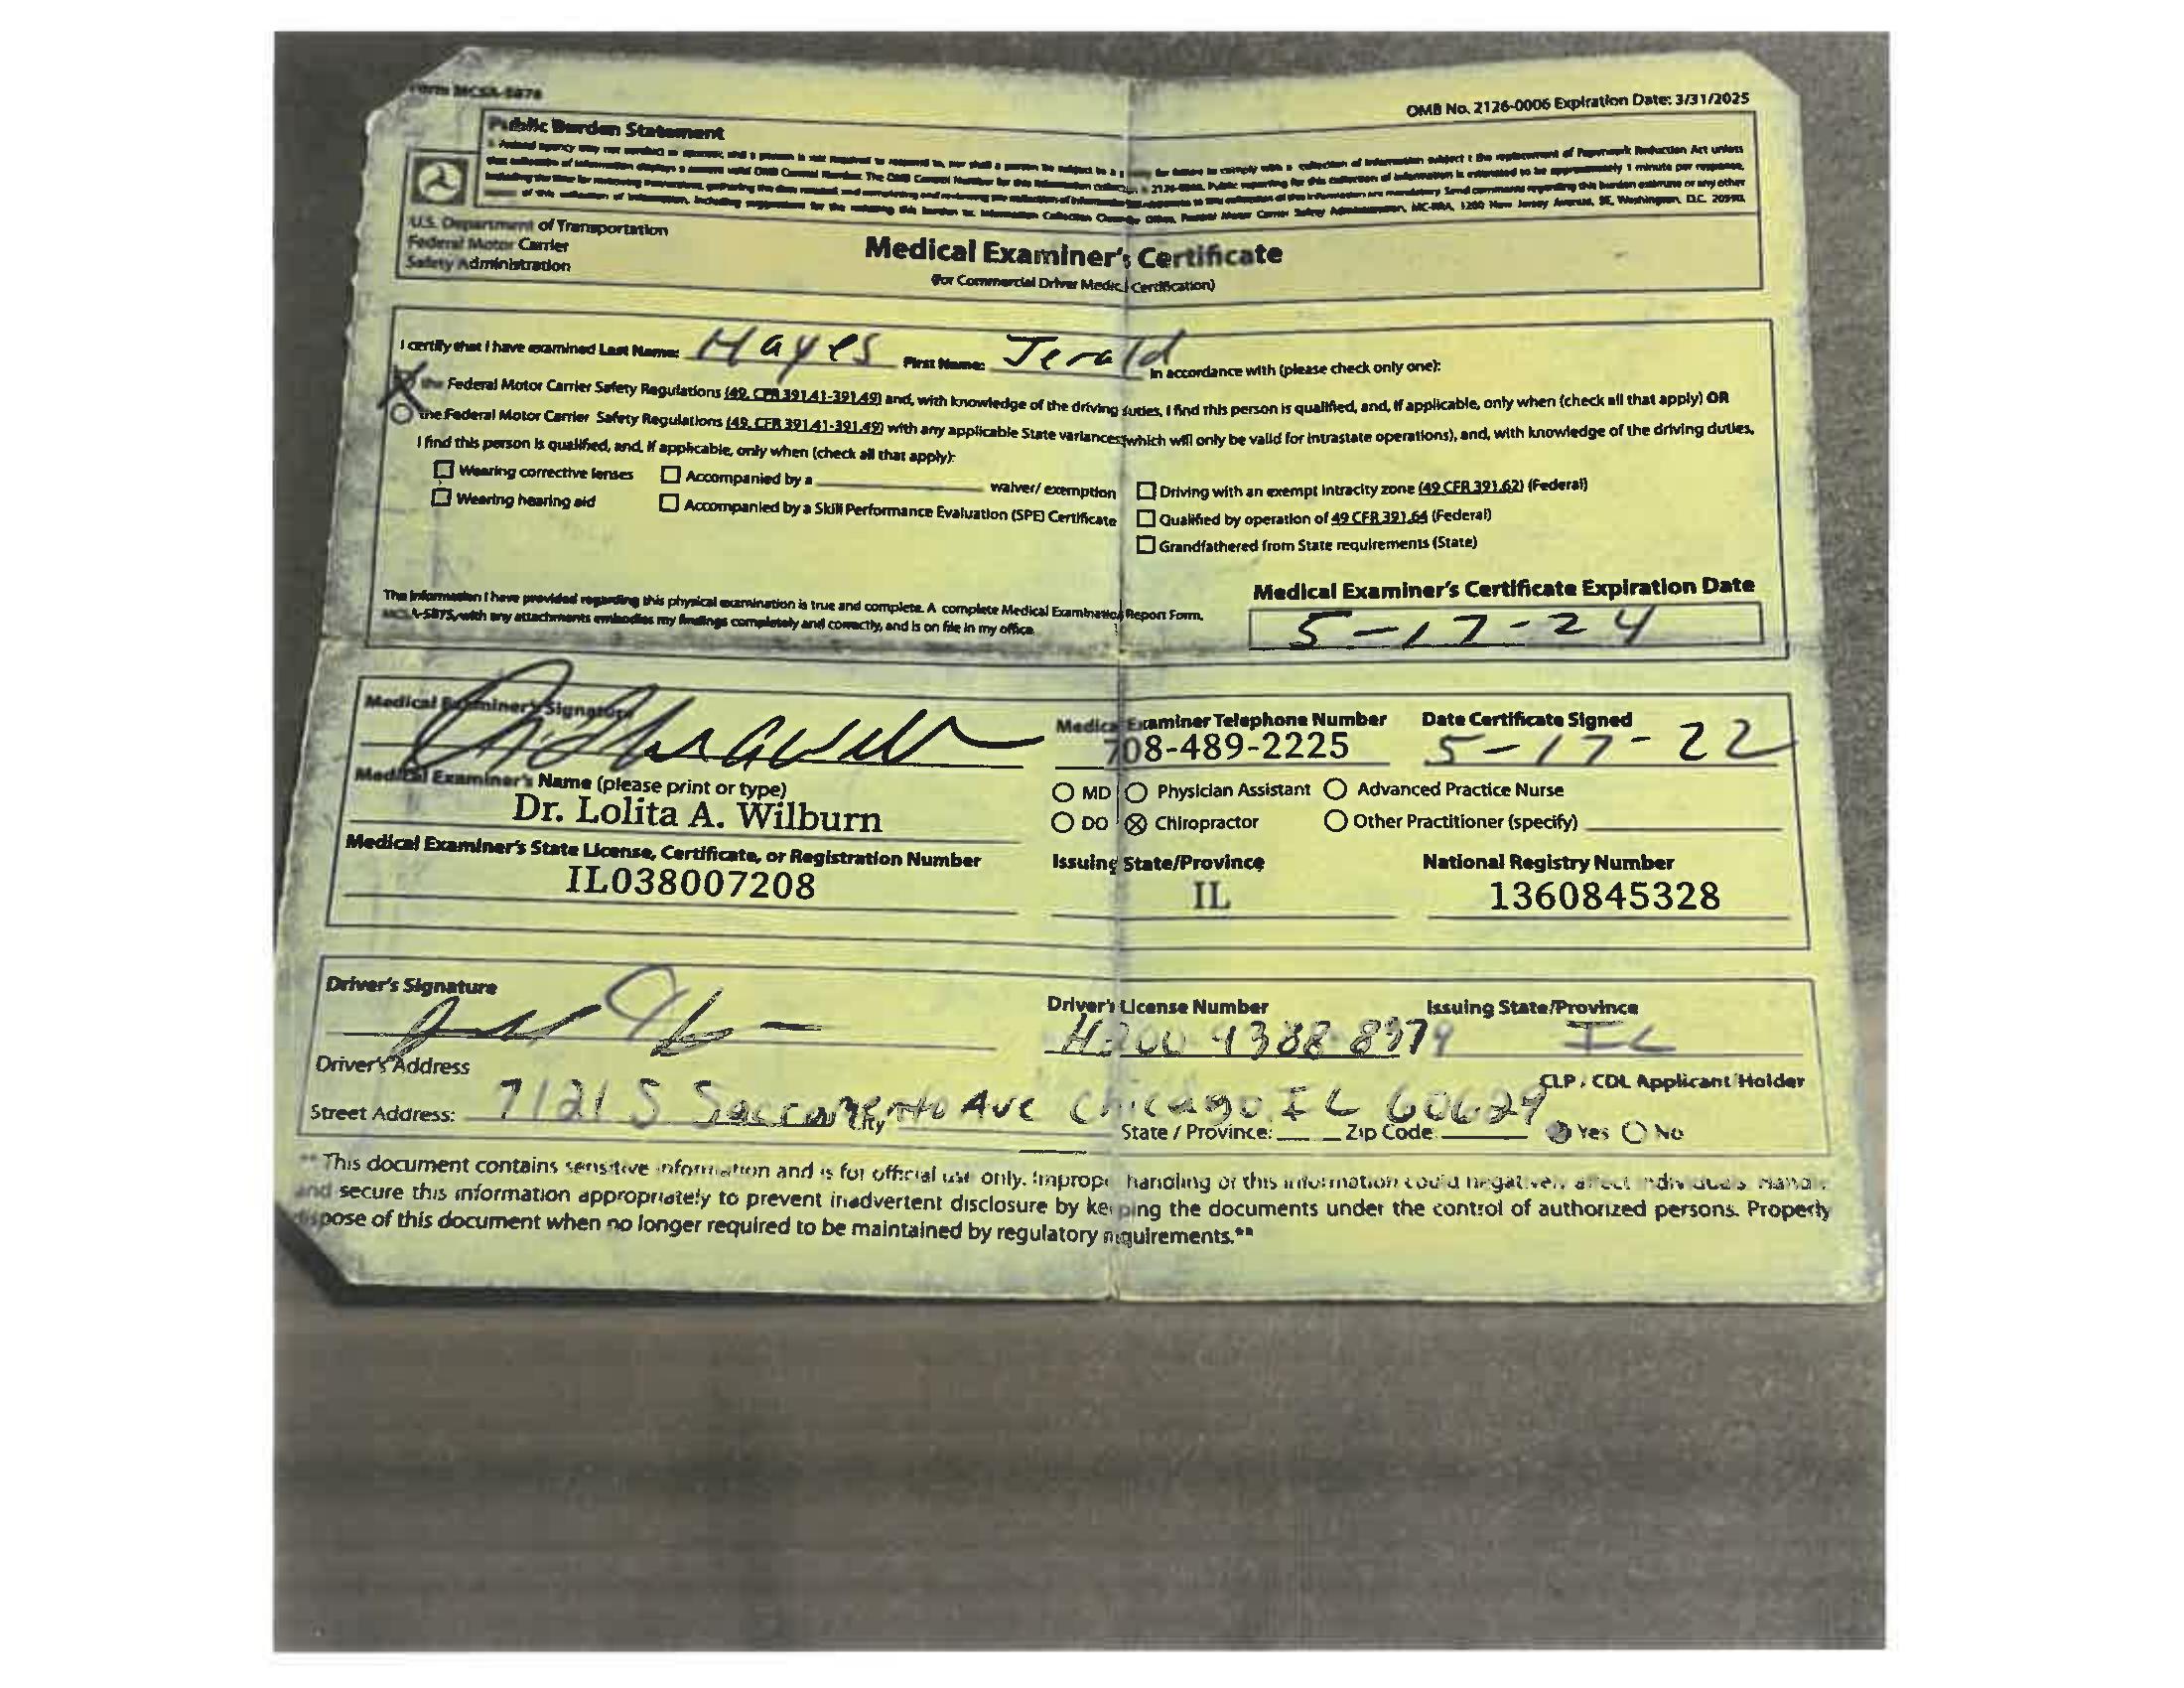 Form MCSA-5876
OMB No. 2126-0006 Expiration Date: 3/31/2025
Public Burden Statement
U.S. Department of Transportation
Federal Motor Carrier
Safety Administration
Medical Examiner's Certificate
(for Commercial Driver Medical Certification)
I certify that I have examined Last Name: Hayes First Name: Jerald in accordance with (please check only one):
the Federal Motor Carrier Safety Regulations (49 CFR 391.41-391.49) and, with knowledge of the driving duties, I find this person is qualified, and, if applicable, only when (check all that apply) OR
the Federal Motor Carrier Safety Regulations (49 CFR 391.41-391.49) with any applicable State variances (which will only be valid for intrastate operations), and, with knowledge of the driving duties,
I find this person is qualified, and, if applicable, only when (check all that apply):
Wearing corrective lenses Accompanied by a waiver/ exemption Driving with an exempt intracity zone (49 CFR 391.62) (Federal)
Wearing hearing aid Accompanied by a Skill Performance Evaluation (SPE) Certificate Qualified by operation of 49 CFR 391.64 (Federal)
Grandfathered from State requirements (State)
The information I have provided regarding this physical examination is true and complete. A complete Medical Examination Report Form,
MCSA-5875, with any attachments embodies my findings completely and correctly, and is on file in my office.
Medical Examiner's Certificate Expiration Date
5-17-24
Medical Examiner's Signature
Medical Examiner Telephone Number Date Certificate Signed
708-489-2225 5-17-22
Medical Examiner's Name (please print or type)
Dr. Lolita A. Wilburn
MD Physician Assistant Advanced Practice Nurse
DO Chiropractor Other Practitioner (specify)
Medical Examiner's State License, Certificate, or Registration Number Issuing State/Province National Registry Number
IL038007208 IL 1360845328
Driver's Signature Driver's License Number Issuing State/Province
IL
Driver's Address
CLP / CDL Applicant/Holder
Street Address: 7121 S Sacramento Ave Chicago IL 60629
City State / Province: Zip Code: Yes No
**This document contains sensitive information and is for official use only. Improper handling of this information could negatively affect individuals. Handle
and secure this information appropriately to prevent inadvertent disclosure by keeping the documents under the control of authorized persons. Properly
dispose of this document when no longer required to be maintained by regulatory requirements.**